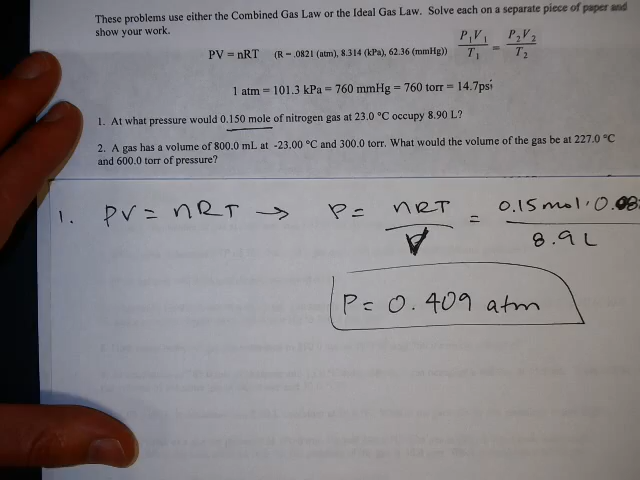 These problems use either the Combined Gas Law or the Ideal Gas Law. Solve each on a separate piece of paper and
show your work.
PV = nRT (R = .0821 (atm), 8.314 (kPa), 62.36 (mmHg)) P₁V₁/T₁ = P₂V₂/T₂
1 atm = 101.3 kPa = 760 mmHg = 760 torr = 14.7psi
1. At what pressure would 0.150 mole of nitrogen gas at 23.0 °C occupy 8.90 L?
2. A gas has a volume of 800.0 mL at -23.00 °C and 300.0 torr. What would the volume of the gas be at 227.0 °C
and 600.0 torr of pressure?
1. PV = nRT → P = nRT/V = 0.15 mol · 0.08/8.9 L
P = 0.409 atm